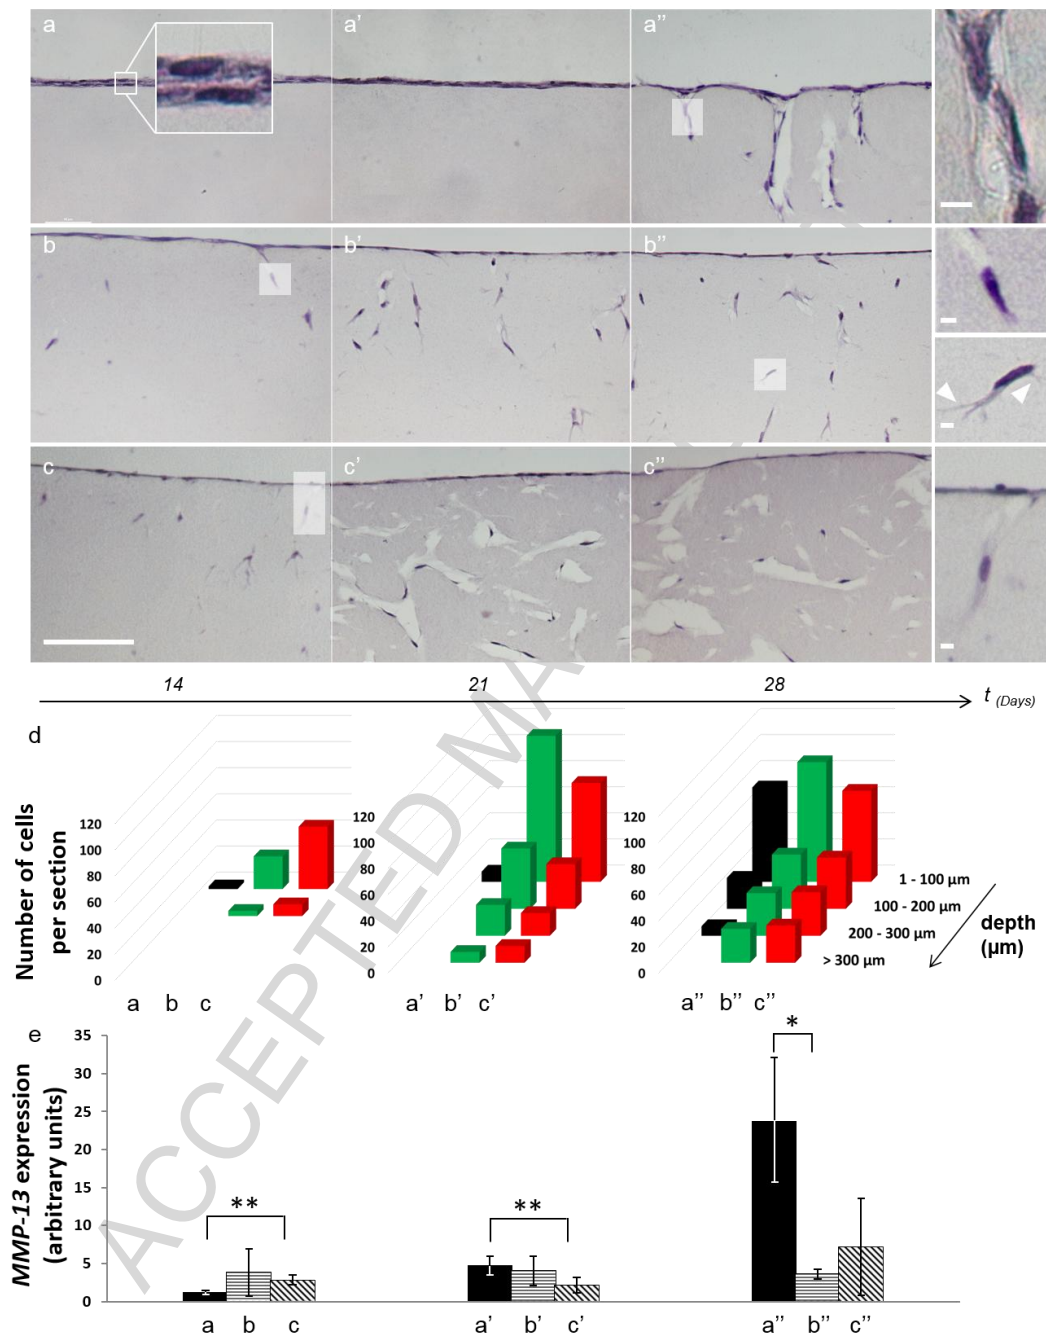 a a’ a’’
b b’ b’’
c c’ c’’
14 21 28 t (Days)
d
Number of cells
per section
120
100
80
60
40
20
0
120
100
80
60
40
20
0
120
100
80
60
40
20
0
1 - 100 µm
100 - 200 µm
200 - 300 µm
> 300 µm
depth
(µm)
a b c
a’ b’ c’
a’’ b’’ c’’
e
MMP-13 expression
(arbitrary units)
35
30
25
20
15
10
5
0
**
**
*
a b c
a’ b’ c’
a’’ b’’ c’’
ACCEPTED MA